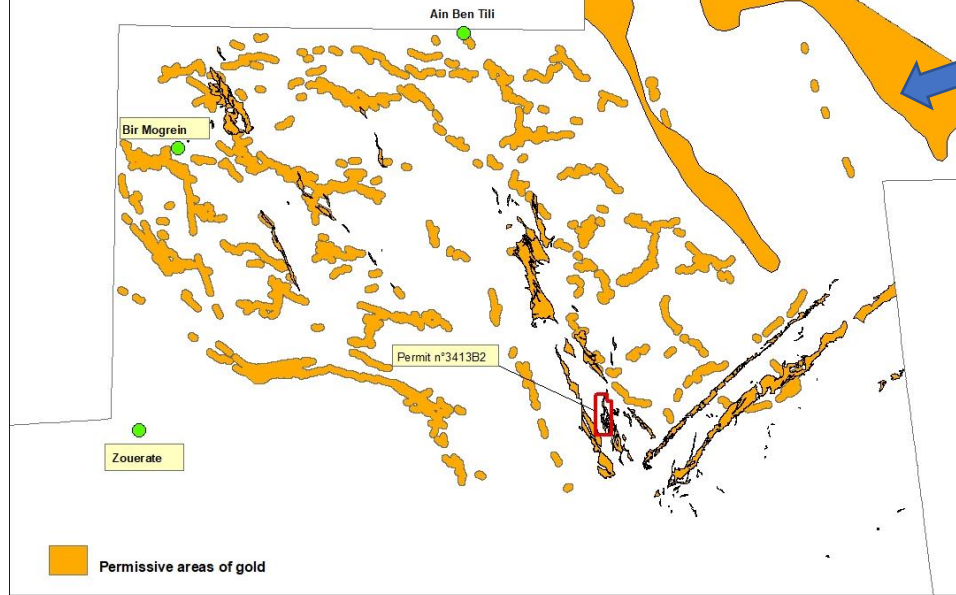 Ain Ben Tili
Bir Mogrein
Permit n°3413B2
Zouerate
Permissive areas of gold